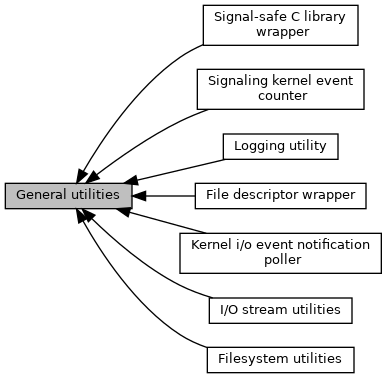 Signal-safe C library
wrapper
Signaling kernel event
counter
Logging utility
General utilities
File descriptor wrapper
Kernel i/o event notification
poller
I/O stream utilities
Filesystem utilities